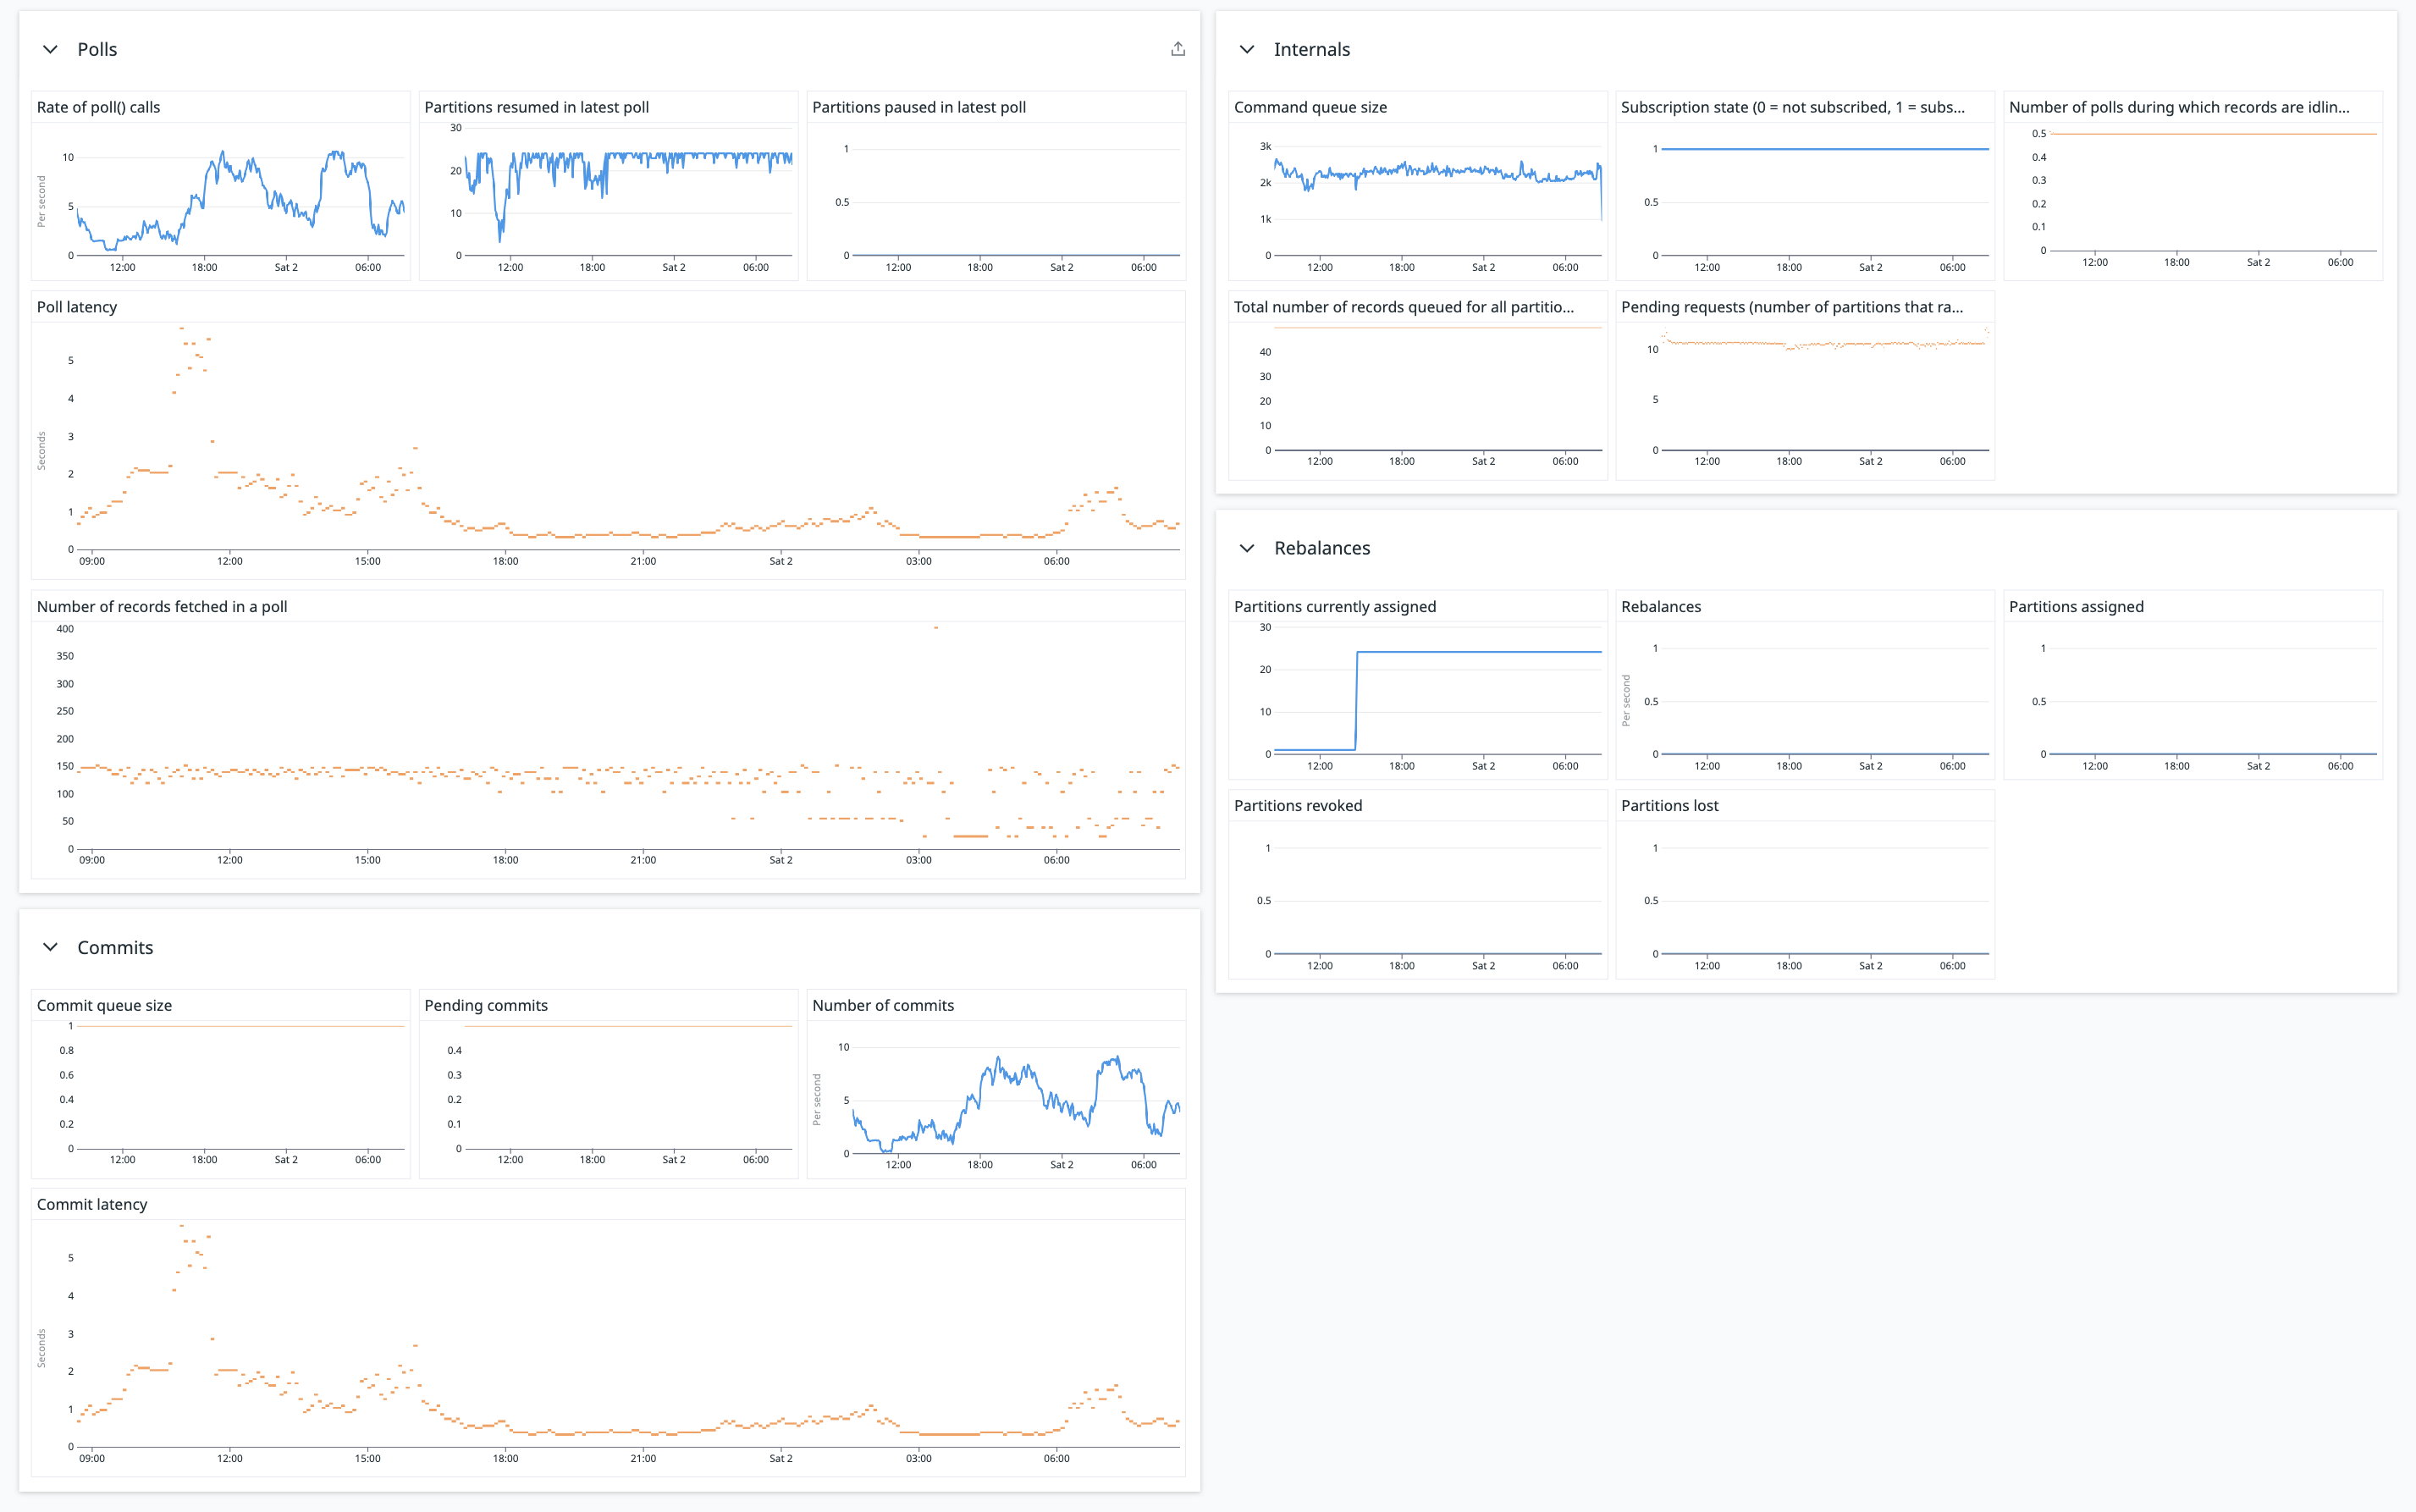 Polls
Rate of poll() calls
Per second
10
5
0
12:00 18:00 Sat 2 06:00
Partitions resumed in latest poll
30
20
10
0
12:00 18:00 Sat 2 06:00
Partitions paused in latest poll
1
0.5
0
12:00 18:00 Sat 2 06:00
Poll latency
Seconds
5
4
3
2
1
0
09:00 12:00 15:00 18:00 21:00 Sat 2 03:00 06:00
Number of records fetched in a poll
400
350
300
250
200
150
100
50
0
09:00 12:00 15:00 18:00 21:00 Sat 2 03:00 06:00
Commits
Commit queue size
1
0.8
0.6
0.4
0.2
0
12:00 18:00 Sat 2 06:00
Pending commits
0.4
0.3
0.2
0.1
0
12:00 18:00 Sat 2 06:00
Number of commits
Per second
10
5
0
12:00 18:00 Sat 2 06:00
Commit latency
Seconds
5
4
3
2
1
0
09:00 12:00 15:00 18:00 21:00 Sat 2 03:00 06:00
Internals
Command queue size
3k
2k
1k
0
12:00 18:00 Sat 2 06:00
Subscription state (0 = not subscribed, 1 = subs...
1
0.5
0
12:00 18:00 Sat 2 06:00
Number of polls during which records are idlin...
0.5
0.4
0.3
0.2
0.1
0
12:00 18:00 Sat 2 06:00
Total number of records queued for all partitio...
40
30
20
10
0
12:00 18:00 Sat 2 06:00
Pending requests (number of partitions that ra...
10
5
0
12:00 18:00 Sat 2 06:00
Rebalances
Partitions currently assigned
30
20
10
0
12:00 18:00 Sat 2 06:00
Rebalances
Per second
1
0.5
0
12:00 18:00 Sat 2 06:00
Partitions assigned
1
0.5
0
12:00 18:00 Sat 2 06:00
Partitions revoked
1
0.5
0
12:00 18:00 Sat 2 06:00
Partitions lost
1
0.5
0
12:00 18:00 Sat 2 06:00